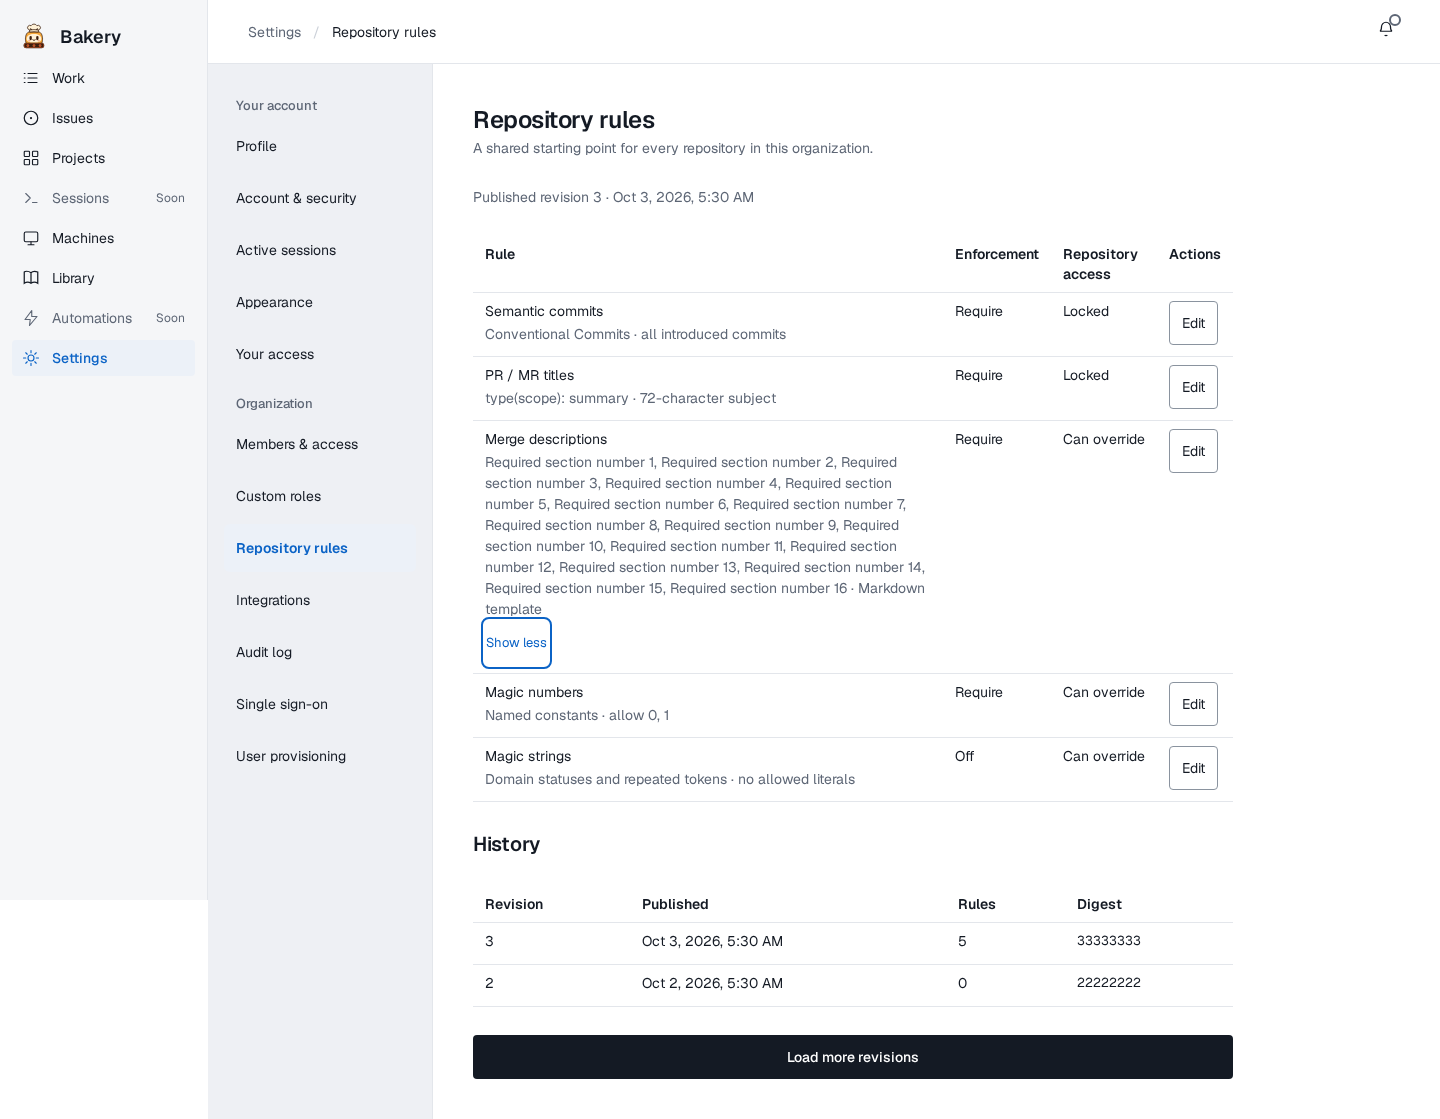 Bakery
Work
Issues
Projects
Sessions Soon
Machines
Library
Automations Soon
Settings
Settings / Repository rules
Your account
Profile
Account & security
Active sessions
Appearance
Your access
Organization
Members & access
Custom roles
Repository rules
Integrations
Audit log
Single sign-on
User provisioning
Repository rules
A shared starting point for every repository in this organization.
Published revision 3 · Oct 3, 2026, 5:30 AM
Rule Enforcement Repository access Actions
Semantic commits Require Locked Edit
Conventional Commits · all introduced commits
PR / MR titles Require Locked Edit
type(scope): summary · 72-character subject
Merge descriptions Require Can override Edit
Required section number 1, Required section number 2, Required
section number 3, Required section number 4, Required section
number 5, Required section number 6, Required section number 7,
Required section number 8, Required section number 9, Required
section number 10, Required section number 11, Required section
number 12, Required section number 13, Required section number 14,
Required section number 15, Required section number 16 · Markdown
template
Show less
Magic numbers Require Can override Edit
Named constants · allow 0, 1
Magic strings Off Can override Edit
Domain statuses and repeated tokens · no allowed literals
History
Revision Published Rules Digest
3 Oct 3, 2026, 5:30 AM 5 33333333
2 Oct 2, 2026, 5:30 AM 0 22222222
Load more revisions